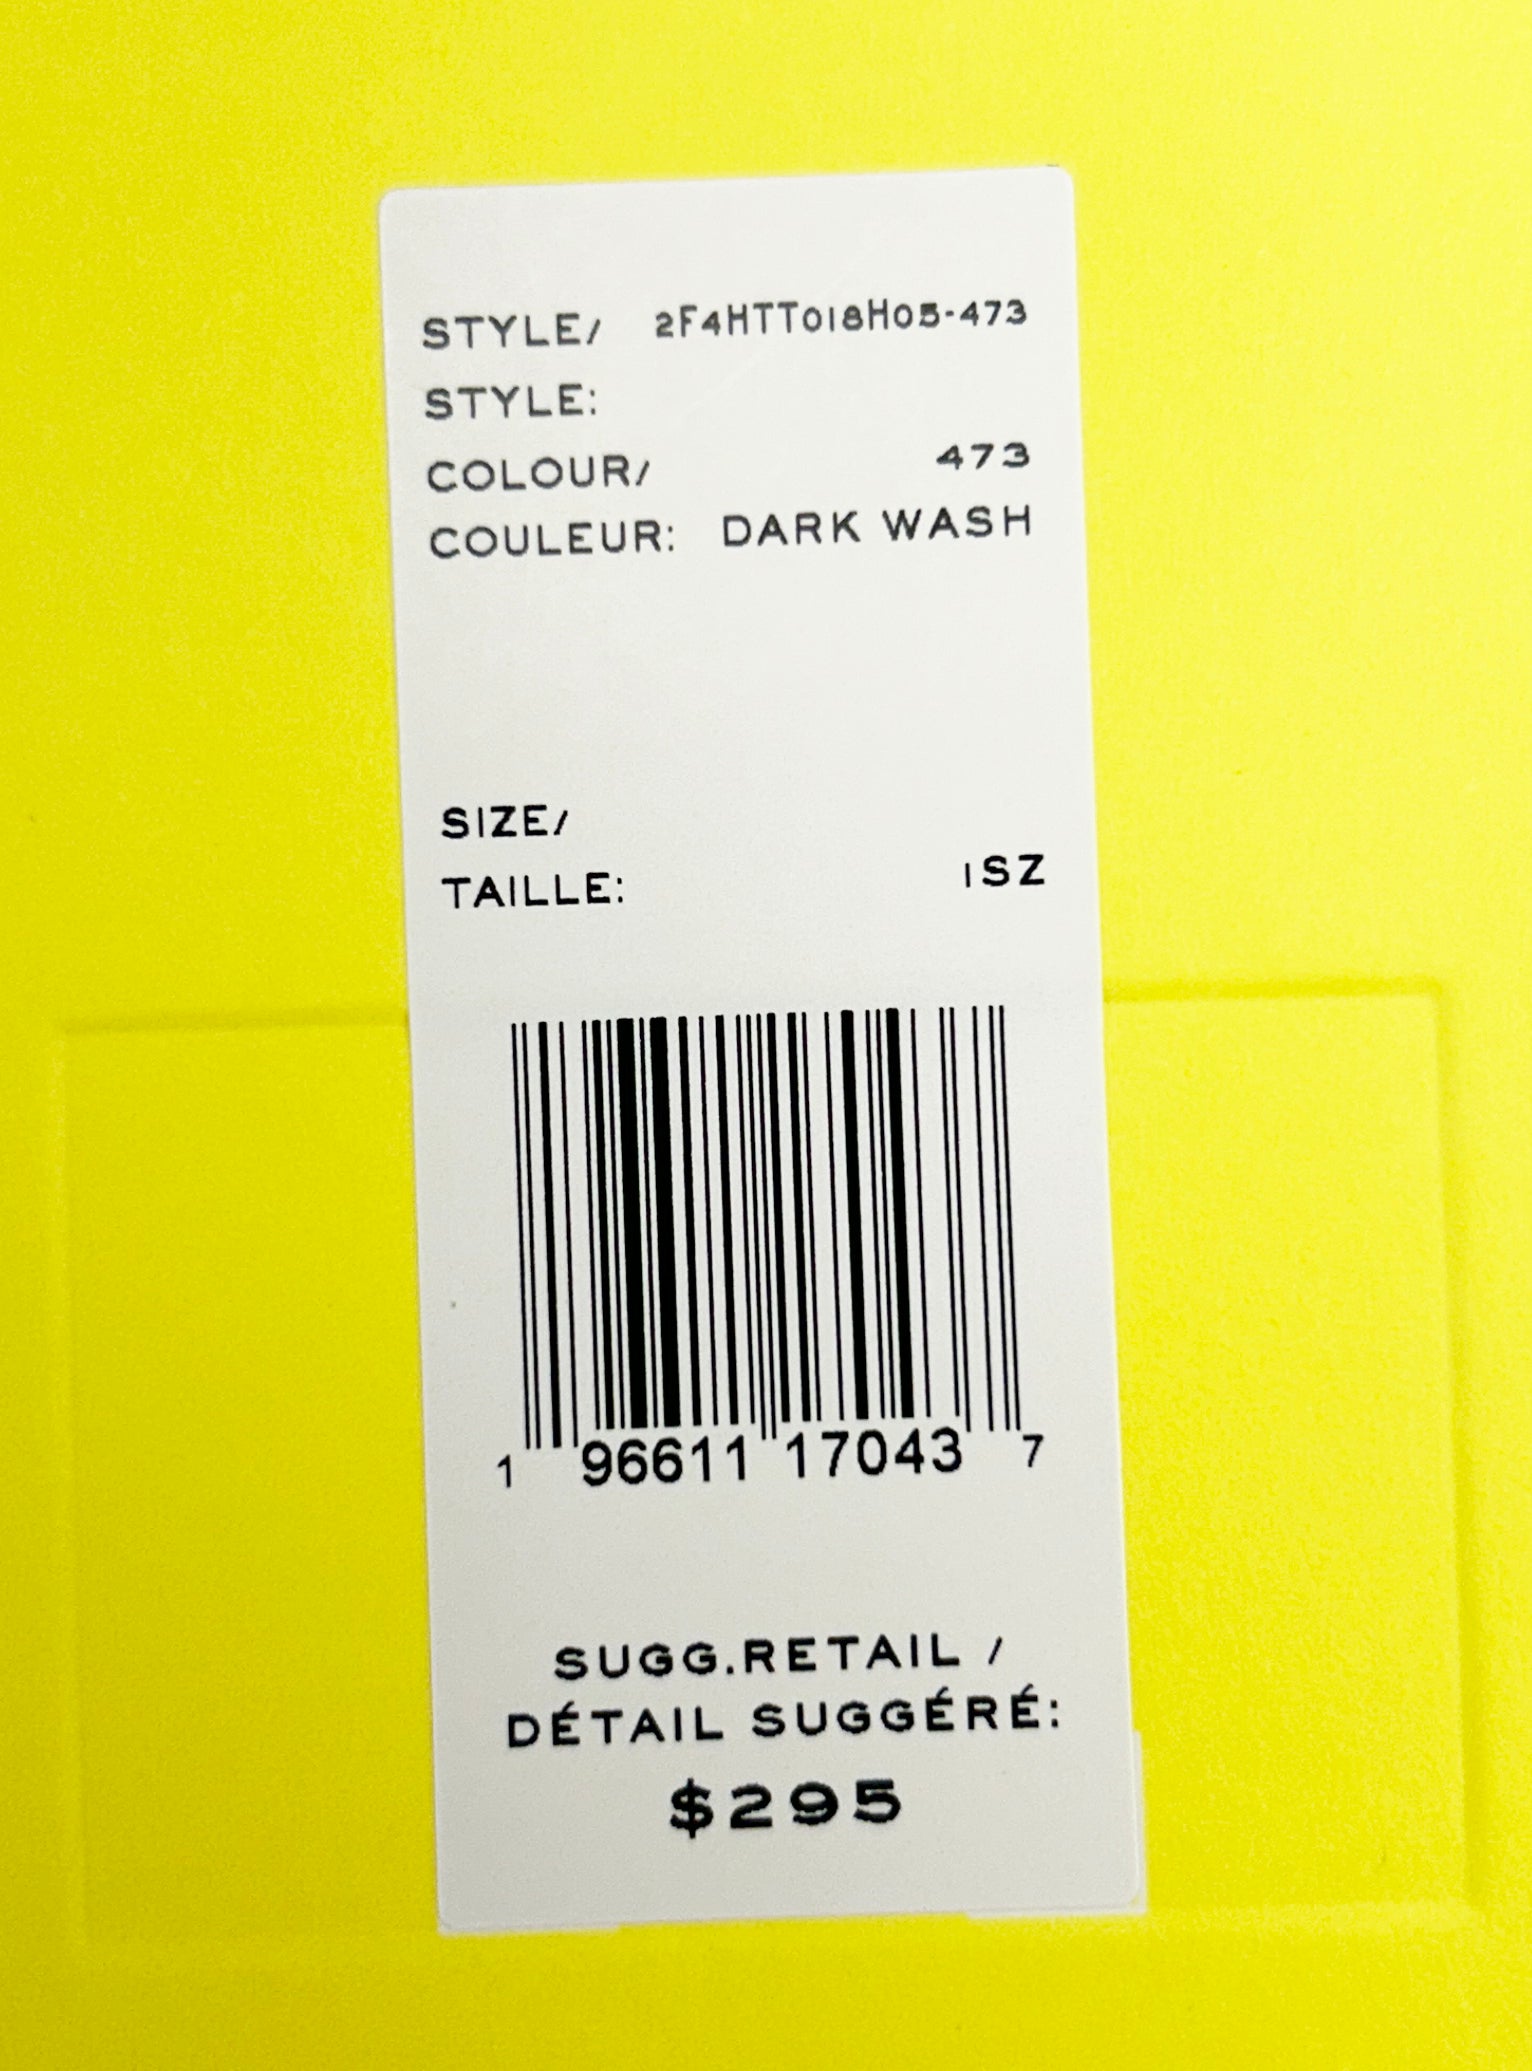 STYLE/ 2F4HTT018H05-473
STYLE:
COLOUR/ 473
COULEUR: DARK WASH
SIZE/
TAILLE: 1SZ
1 96611 17043 7
SUGG.RETAIL /
DÉTAIL SUGGÉRÉ:
$295